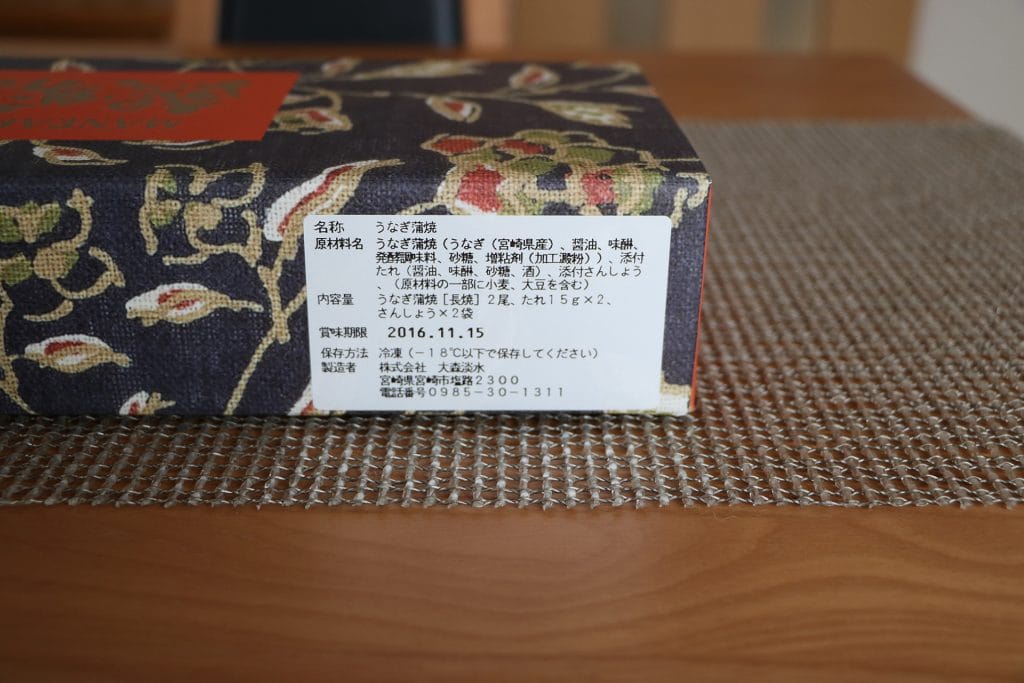 名称 うなぎ蒲焼
原材料名 うなぎ蒲焼（うなぎ（宮崎県産）、醤油、味醂、
発酵調味料、砂糖、増粘剤（加工澱粉））、添付
たれ（醤油、味醂、砂糖、酒）、添付さんしょう
、（原材料の一部に小麦、大豆を含む）
内容量 うなぎ蒲焼［長焼］２尾、たれ１５ｇ×２、
さんしょう×２袋
賞味期限 2016.11.15
保存方法 冷凍（－１８℃以下で保存してください）
製造者 株式会社 大森淡水
宮崎県宮崎市塩路２３００
電話番号０９８５-３０-１３１１